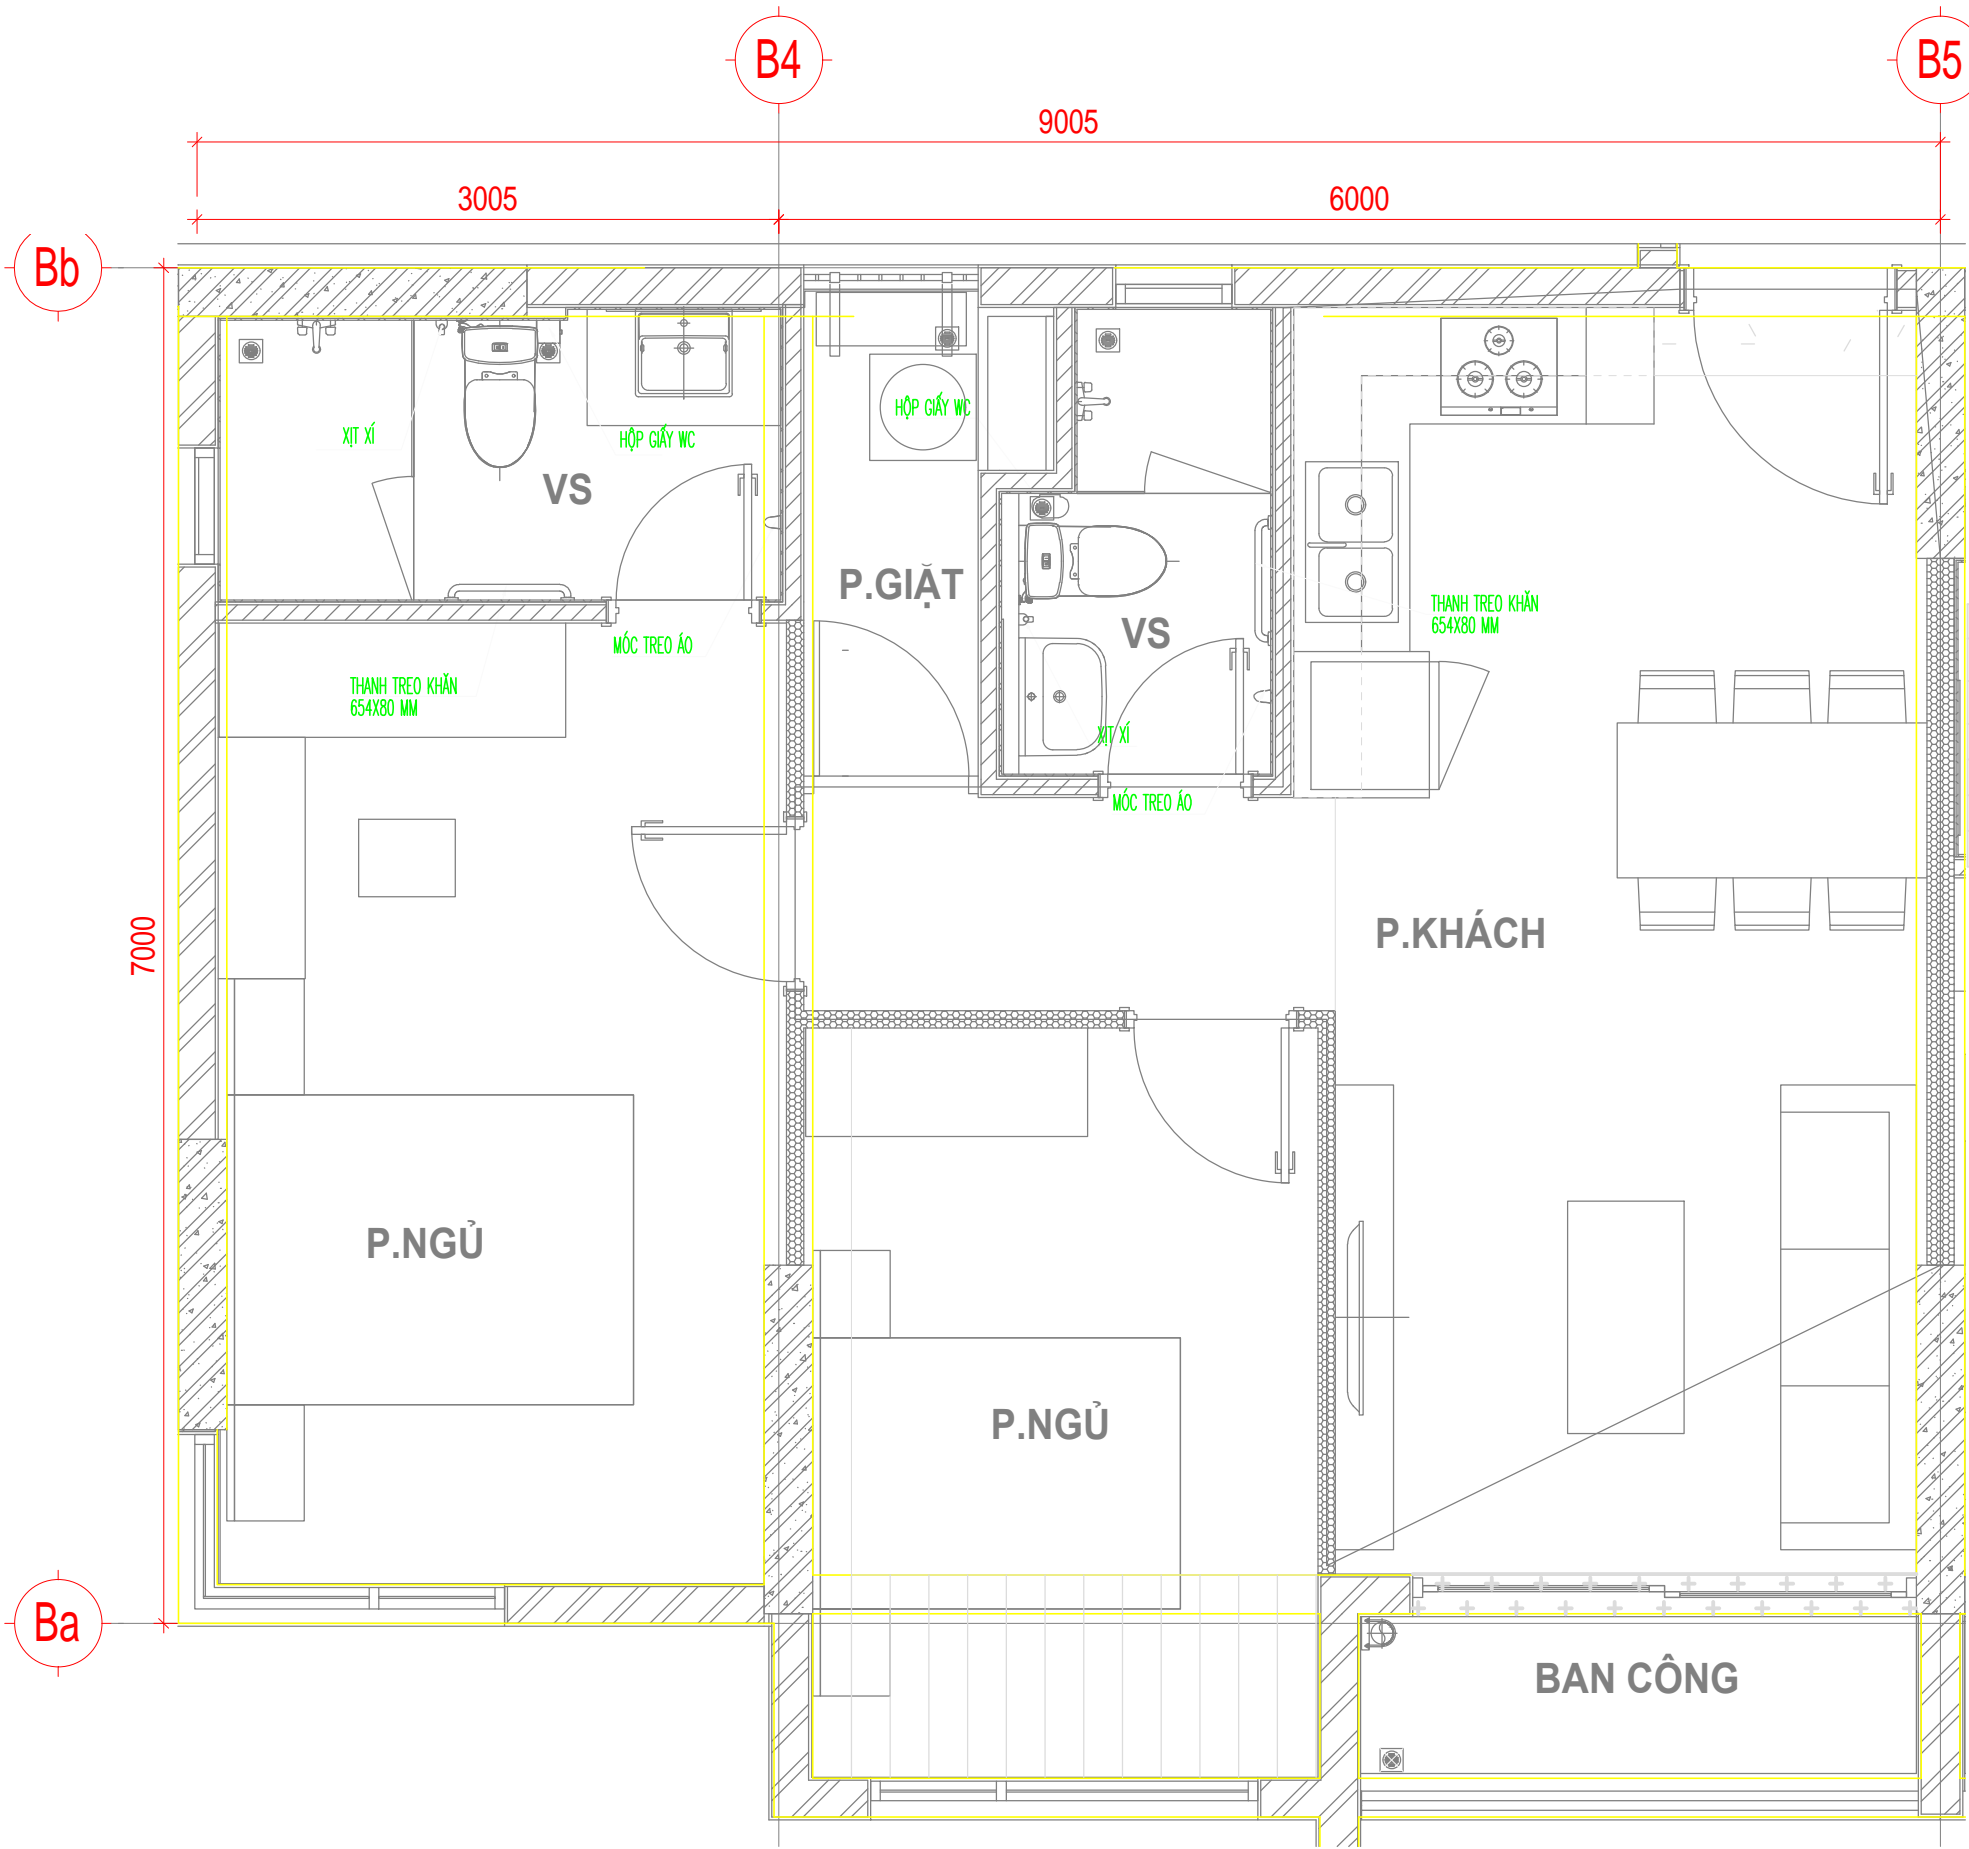 B4
B5
9005
3005
6000
Bb
XỊT XÍ
HỘP GIẤY WC
HỘP GIẤY WC
VS
P.GIẶT
VS
THANH TREO KHĂN
654X80 MM
MÓC TREO ÁO
THANH TREO KHĂN
654X80 MM
XỊT XÍ
MÓC TREO ÁO
7000
P.KHÁCH
P.NGỦ
P.NGỦ
Ba
BAN CÔNG